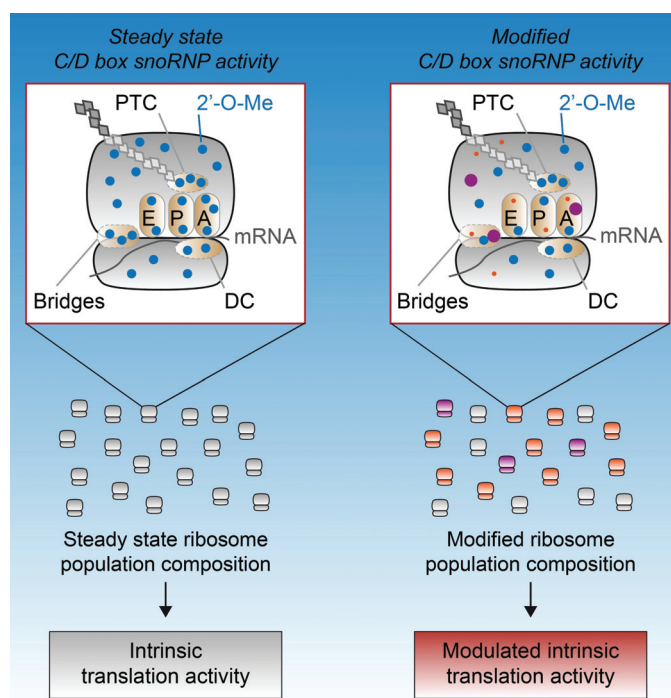 Steady state
C/D box snoRNP activity
PTC
2'-O-Me
E
P
A
mRNA
Bridges
DC
Steady state ribosome
population composition
Intrinsic
translation activity
Modified
C/D box snoRNP activity
PTC
2'-O-Me
E
P
A
mRNA
Bridges
DC
Modified ribosome
population composition
Modulated intrinsic
translation activity